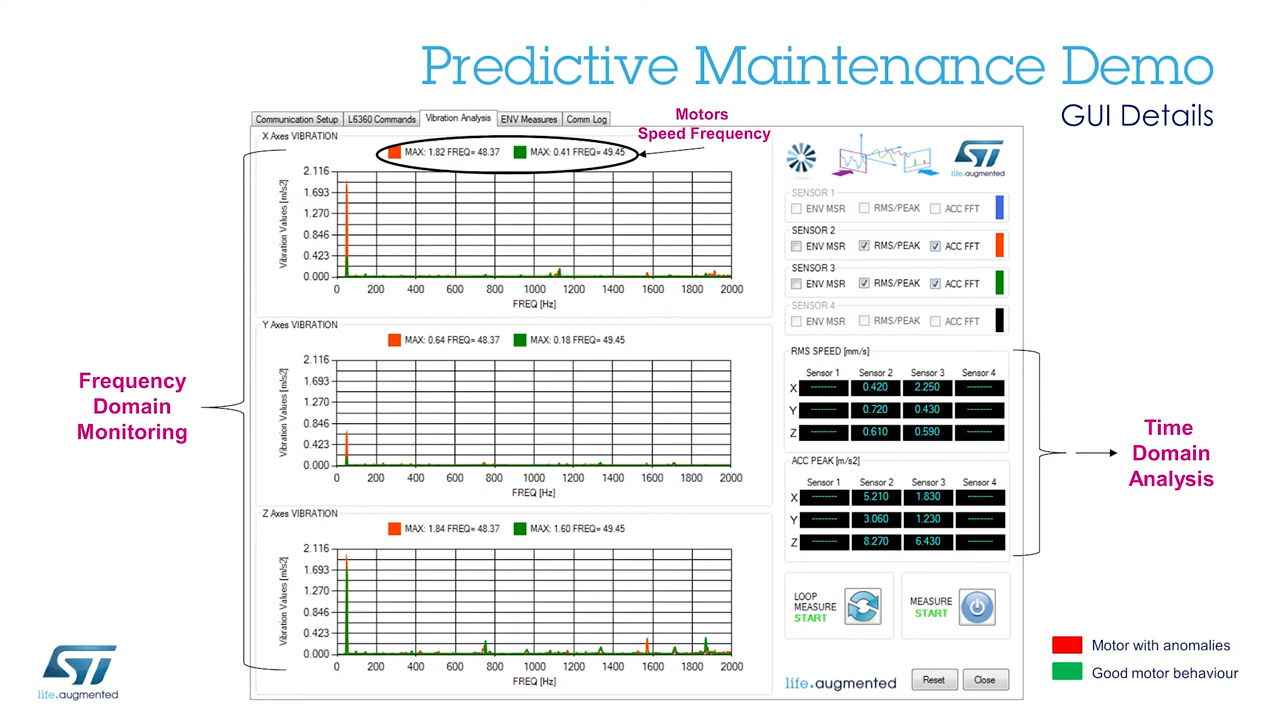 Predictive Maintenance Demo
GUI Details
Communication Setup L6360 Commands Vibration Analysis ENV Measures Comm Log
Motors
Speed Frequency
X Axes VIBRATION
MAX: 1.82 FREQ= 48.37 MAX: 0.41 FREQ= 49.45
Vibration Values [m/s2]
2.116
1.693
1.270
0.846
0.423
0.000
0 200 400 600 800 1000 1200 1400 1600 1800 2000
FREQ [Hz]
Y Axes VIBRATION
MAX: 0.64 FREQ= 48.37 MAX: 0.18 FREQ= 49.45
Vibration Values [m/s2]
2.116
1.693
1.270
0.846
0.423
0.000
0 200 400 600 800 1000 1200 1400 1600 1800 2000
FREQ [Hz]
Z Axes VIBRATION
MAX: 1.84 FREQ= 48.37 MAX: 1.60 FREQ= 49.45
Vibration Values [m/s2]
2.116
1.693
1.270
0.846
0.423
0.000
0 200 400 600 800 1000 1200 1400 1600 1800 2000
FREQ [Hz]
Frequency
Domain
Monitoring
ST
life.augmented
SENSOR 1
ENV MSR RMS/PEAK ACC FFT
SENSOR 2
ENV MSR RMS/PEAK ACC FFT
SENSOR 3
ENV MSR RMS/PEAK ACC FFT
SENSOR 4
ENV MSR RMS/PEAK ACC FFT
RMS SPEED [mm/s]
Sensor 1 Sensor 2 Sensor 3 Sensor 4
X -------- 0.420 2.250 --------
Y -------- 0.720 0.430 --------
Z -------- 0.610 0.590 --------
ACC PEAK [m/s2]
Sensor 1 Sensor 2 Sensor 3 Sensor 4
X -------- 5.210 1.830 --------
Y -------- 3.060 1.230 --------
Z -------- 8.270 6.430 --------
Time
Domain
Analysis
LOOP
MEASURE
START
MEASURE
START
life.augmented
Reset
Close
Motor with anomalies
Good motor behaviour
ST
life.augmented